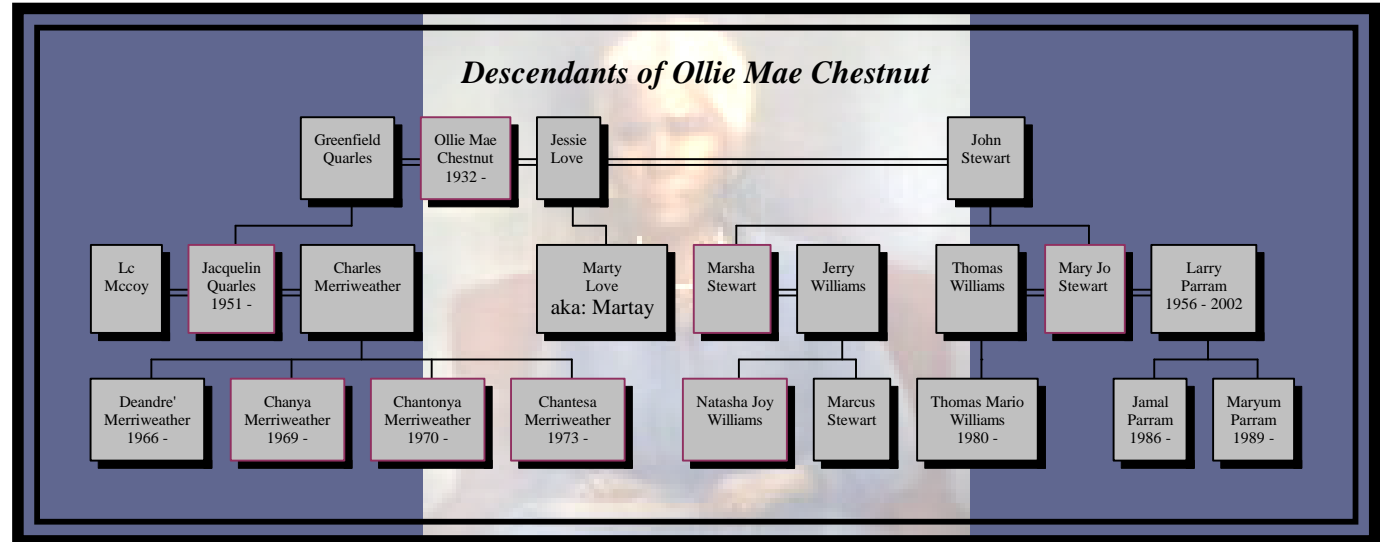 Descendants of Ollie Mae Chestnut
Greenfield
Quarles
Ollie Mae
Chestnut
1932 -
Jessie
Love
John
Stewart
Lc
Mccoy
Jacquelin
Quarles
1951 -
Charles
Merriweather
Marty
Love
aka: Martay
Marsha
Stewart
Jerry
Williams
Thomas
Williams
Mary Jo
Stewart
Larry
Parram
1956 - 2002
Deandre'
Merriweather
1966 -
Chanya
Merriweather
1969 -
Chantonya
Merriweather
1970 -
Chantesa
Merriweather
1973 -
Natasha Joy
Williams
Marcus
Stewart
Thomas Mario
Williams
1980 -
Jamal
Parram
1986 -
Maryum
Parram
1989 -